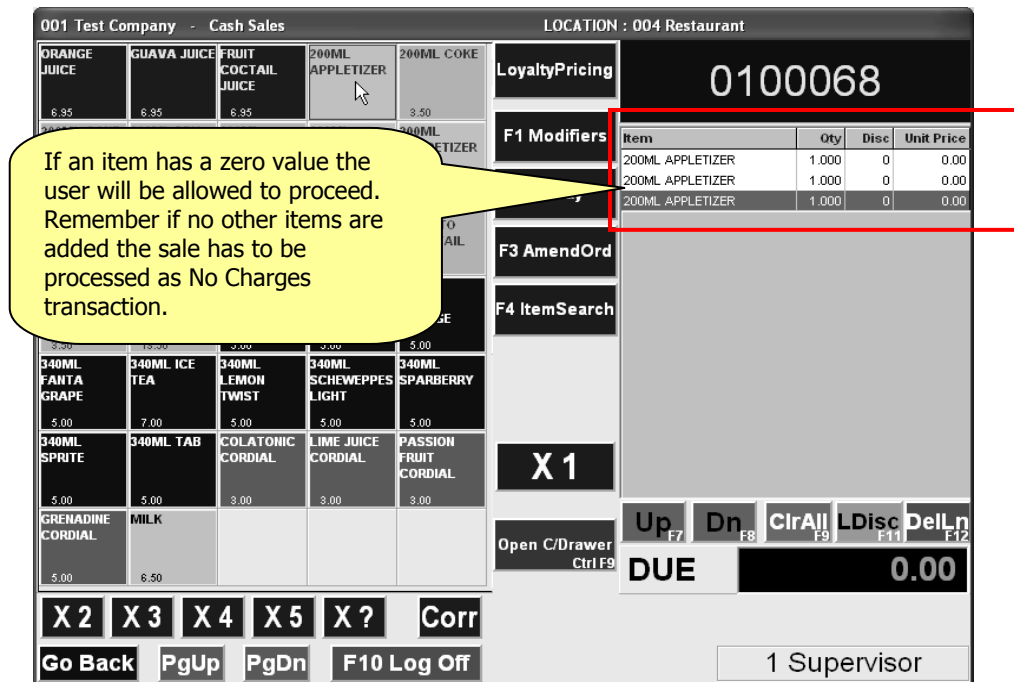 001 Test Company - Cash Sales LOCATION : 004 Restaurant
ORANGE JUICE 6.95
GUAVA JUICE 6.95
FRUIT COCTAIL JUICE 6.95
200ML APPLETIZER
200ML COKE 3.50
If an item has a zero value the
user will be allowed to proceed.
Remember if no other items are
added the sale has to be
processed as No Charges
transaction.
5.00
340ML FANTA GRAPE 5.00
340ML ICE TEA 7.00
340ML LEMON TWIST 5.00
340ML SCHEWEPPES LIGHT 5.00
340ML SPARBERRY 5.00
340ML SPRITE 5.00
340ML TAB 5.00
COLATONIC CORDIAL 3.00
LIME JUICE CORDIAL 3.00
PASSION FRUIT CORDIAL 3.00
GRENADINE CORDIAL 5.00
MILK 6.50
LoyaltyPricing
F1 Modifiers
F3 AmendOrd
F4 ItemSearch
X 1
Open C/Drawer
Ctrl F9
0100068
Item Qty Disc Unit Price
200ML APPLETIZER 1.000 0 0.00
200ML APPLETIZER 1.000 0 0.00
200ML APPLETIZER 1.000 0 0.00
Up F7 Dn F8 ClrAll F9 LDisc F11 DelLn F12
DUE 0.00
X 2 X 3 X 4 X 5 X ? Corr
Go Back PgUp PgDn F10 Log Off
1 Supervisor